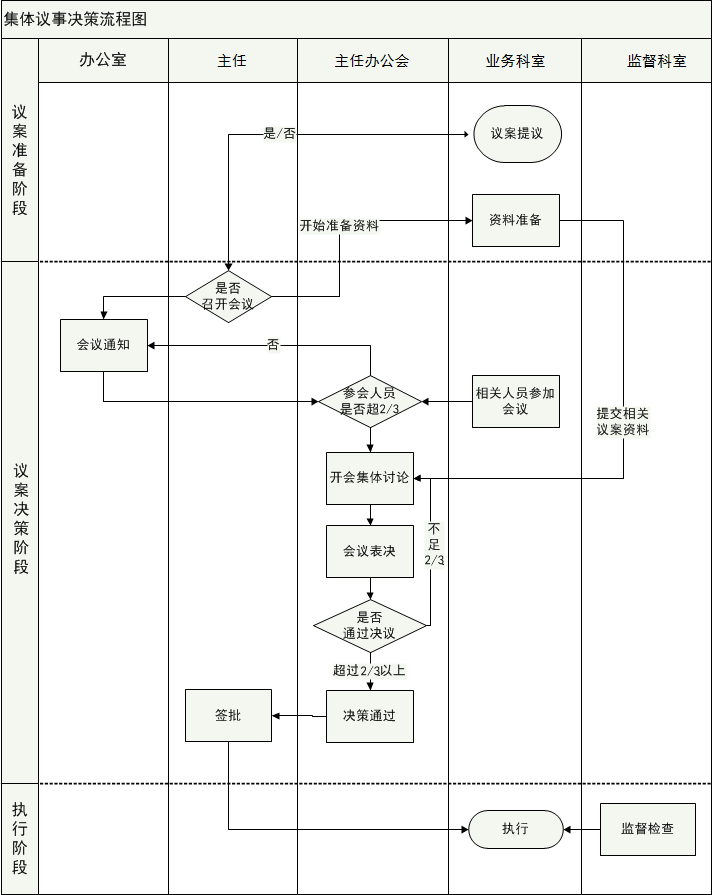 集体议事决策流程图
办公室
主任
主任办公会
业务科室
监督科室
议
案
准
备
阶
段
是/否
议案提议
开始准备资料
资料准备
是否
召开会议
会议通知
否
参会人员
是否超2/3
相关人员参加
会议
提交相关
议案资料
议
案
决
策
阶
段
开会集体讨论
不
足
2/3
会议表决
是否
通过决议
超过2/3以上
签批
决策通过
执
行
阶
段
执行
监督检查